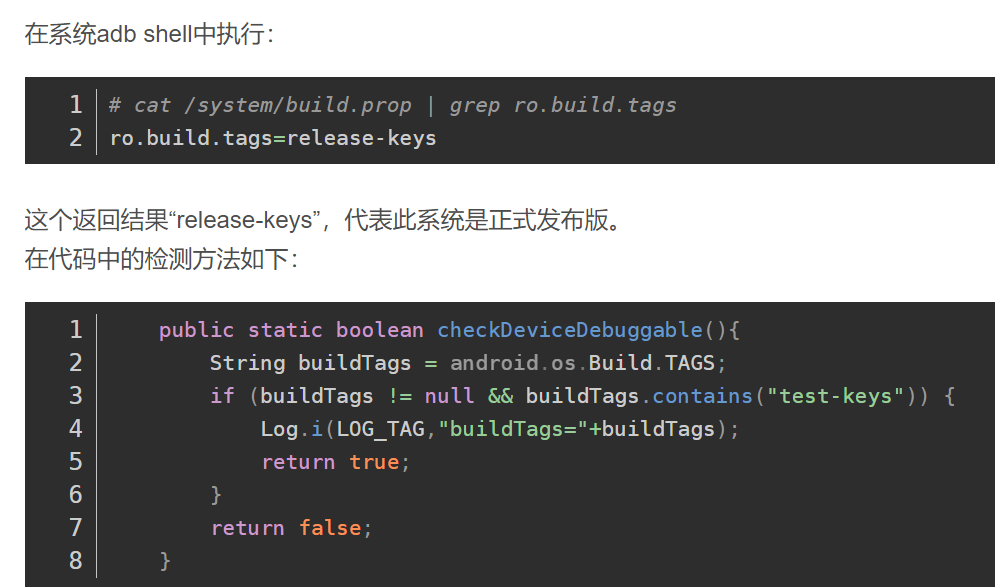 在系统adb shell中执行：
1 # cat /system/build.prop | grep ro.build.tags
2 ro.build.tags=release-keys
这个返回结果“release-keys”，代表此系统是正式发布版。
在代码中的检测方法如下：
1     public static boolean checkDeviceDebuggable(){
2         String buildTags = android.os.Build.TAGS;
3         if (buildTags != null && buildTags.contains("test-keys")) {
4             Log.i(LOG_TAG,"buildTags="+buildTags);
5             return true;
6         }
7         return false;
8     }